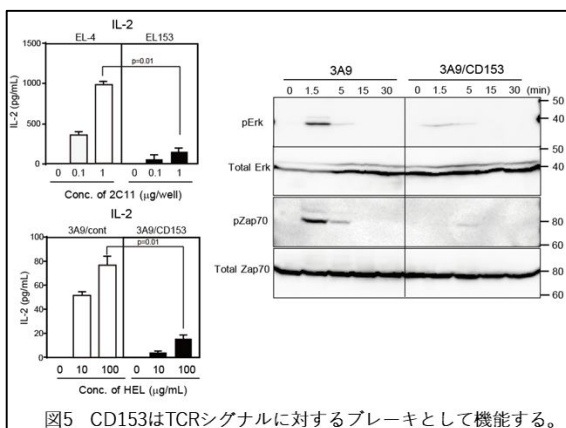 IL-2
EL-4 EL153
p=0.01
IL-2 (pg/mL)
1500
1000
500
0
0 0.1 1 0 0.1 1
Conc. of 2C11 (μg/well)
IL-2
3A9/cont 3A9/CD153
p=0.01
IL-2 (pg/mL)
100
80
60
40
20
0
0 10 100 0 10 100
Conc. of HEL (μg/mL)
3A9 3A9/CD153
0 1.5 5 15 30 0 1.5 5 15 30 (min)
pErk
50
40
Total Erk
50
40
pZap70
80
60
Total Zap70
80
60
図5 CD153はTCRシグナルに対するブレーキとして機能する。